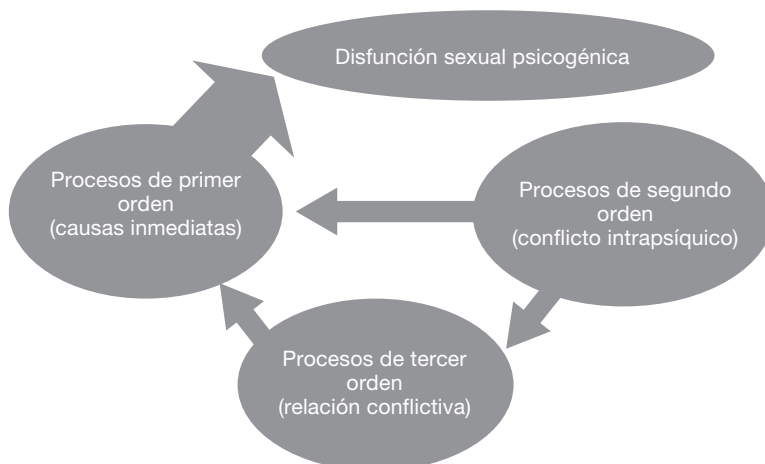 Disfunción sexual psicogénica
Procesos de primer
orden
(causas inmediatas)
Procesos de segundo
orden
(conflicto intrapsíquico)
Procesos de tercer
orden
(relación conflictiva)